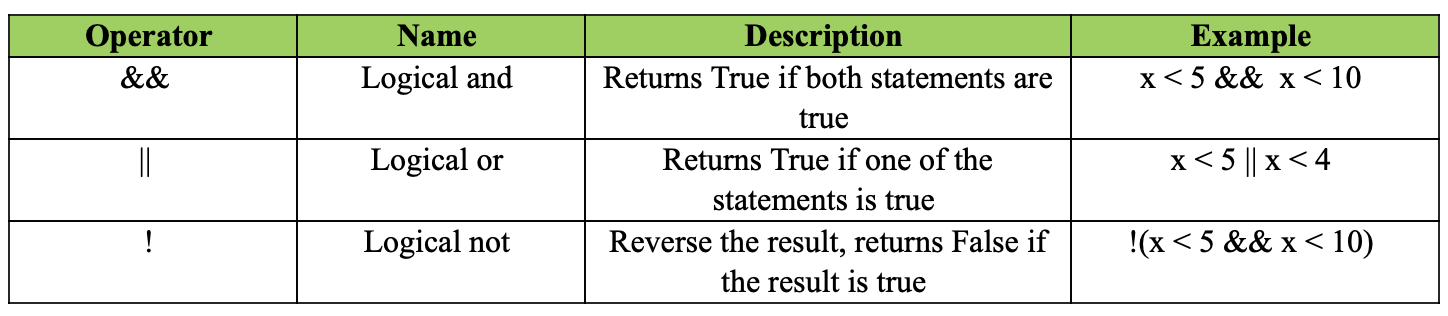 Operator Name Description Example
&& Logical and Returns True if both statements are x < 5 && x < 10
true
|| Logical or Returns True if one of the x < 5 || x < 4
statements is true
! Logical not Reverse the result, returns False if !(x < 5 && x < 10)
the result is true